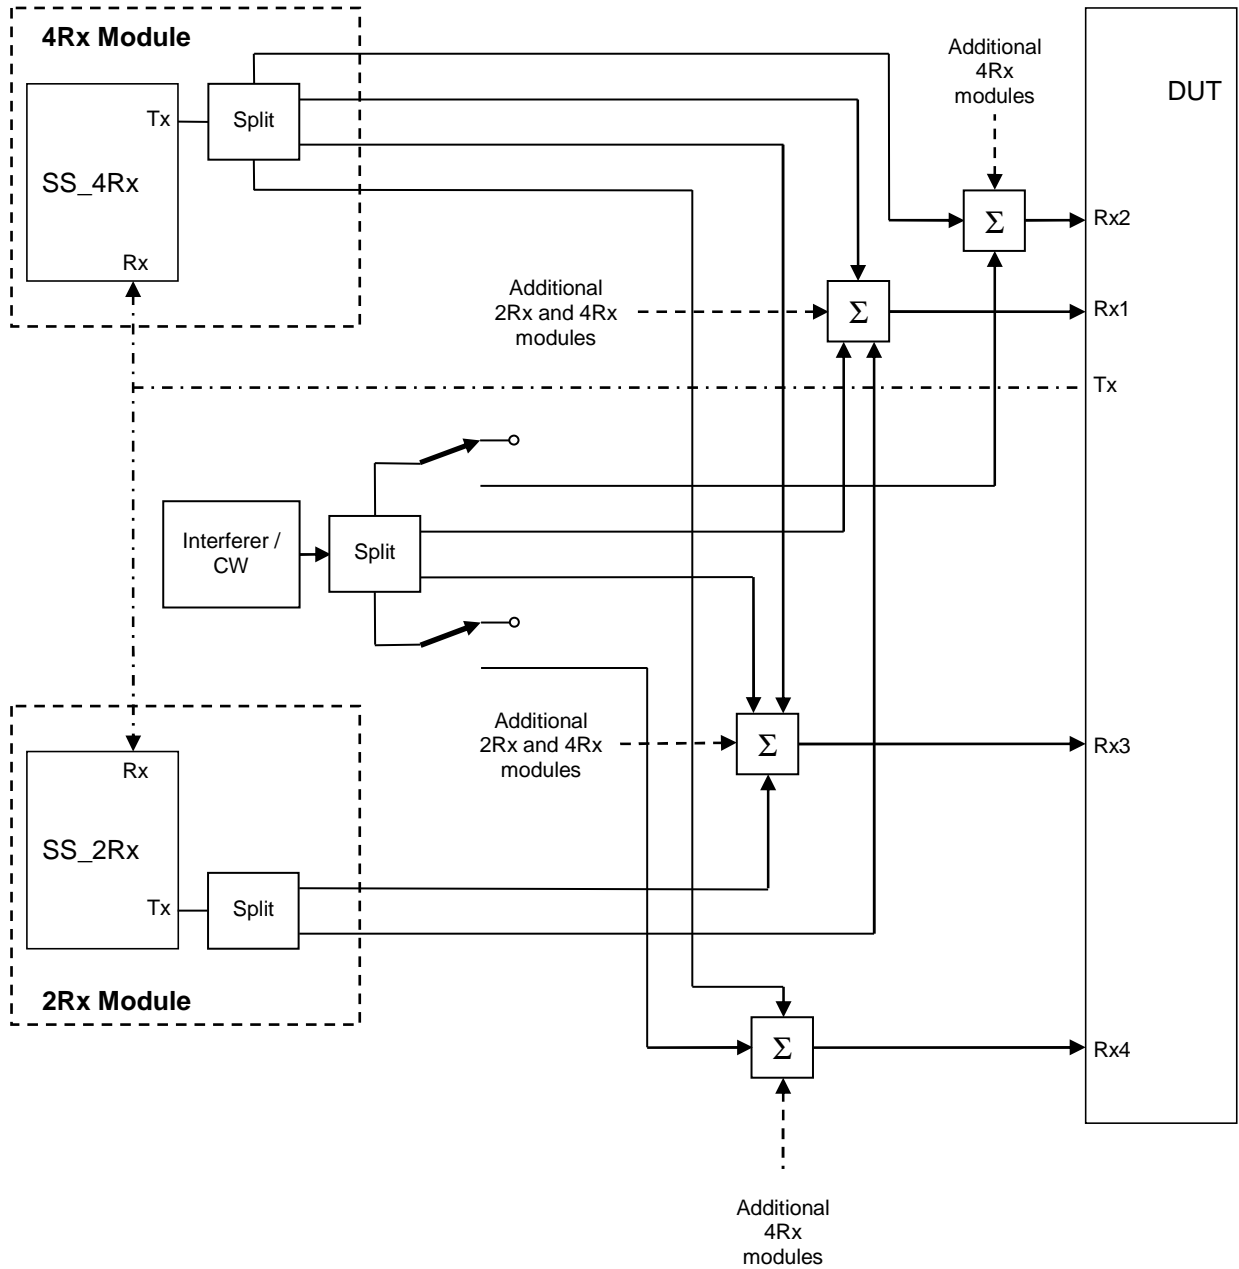 4Rx Module
Additional
4Rx
modules
DUT
Tx
Split
SS_4Rx
Σ
Rx2
Rx
Additional
2Rx and 4Rx
modules
Σ
Rx1
Tx
Interferer /
CW
Split
Additional
2Rx and 4Rx
modules
Σ
Rx3
Rx
SS_2Rx
Tx
Split
2Rx Module
Σ
Rx4
Additional
4Rx
modules